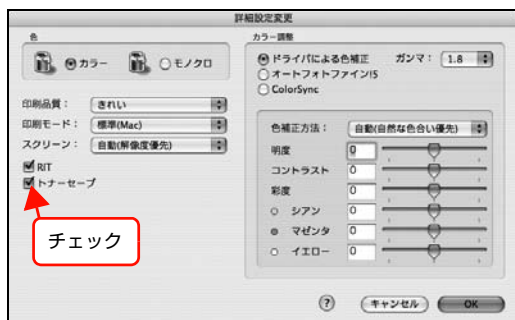 詳細設定変更
色
カラー
モノクロ
印刷品質： きれい
印刷モード： 標準(Mac)
スクリーン： 自動(解像度優先)
RIT
トナーセーブ
チェック
カラー調整
ドライバによる色補正 ガンマ： 1.8
オートフォトファイン!5
ColorSync
色補正方法： 自動(自然な色合い優先)
明度 0
コントラスト 0
彩度 0
シアン 0
マゼンタ 0
イエロー 0
? キャンセル OK